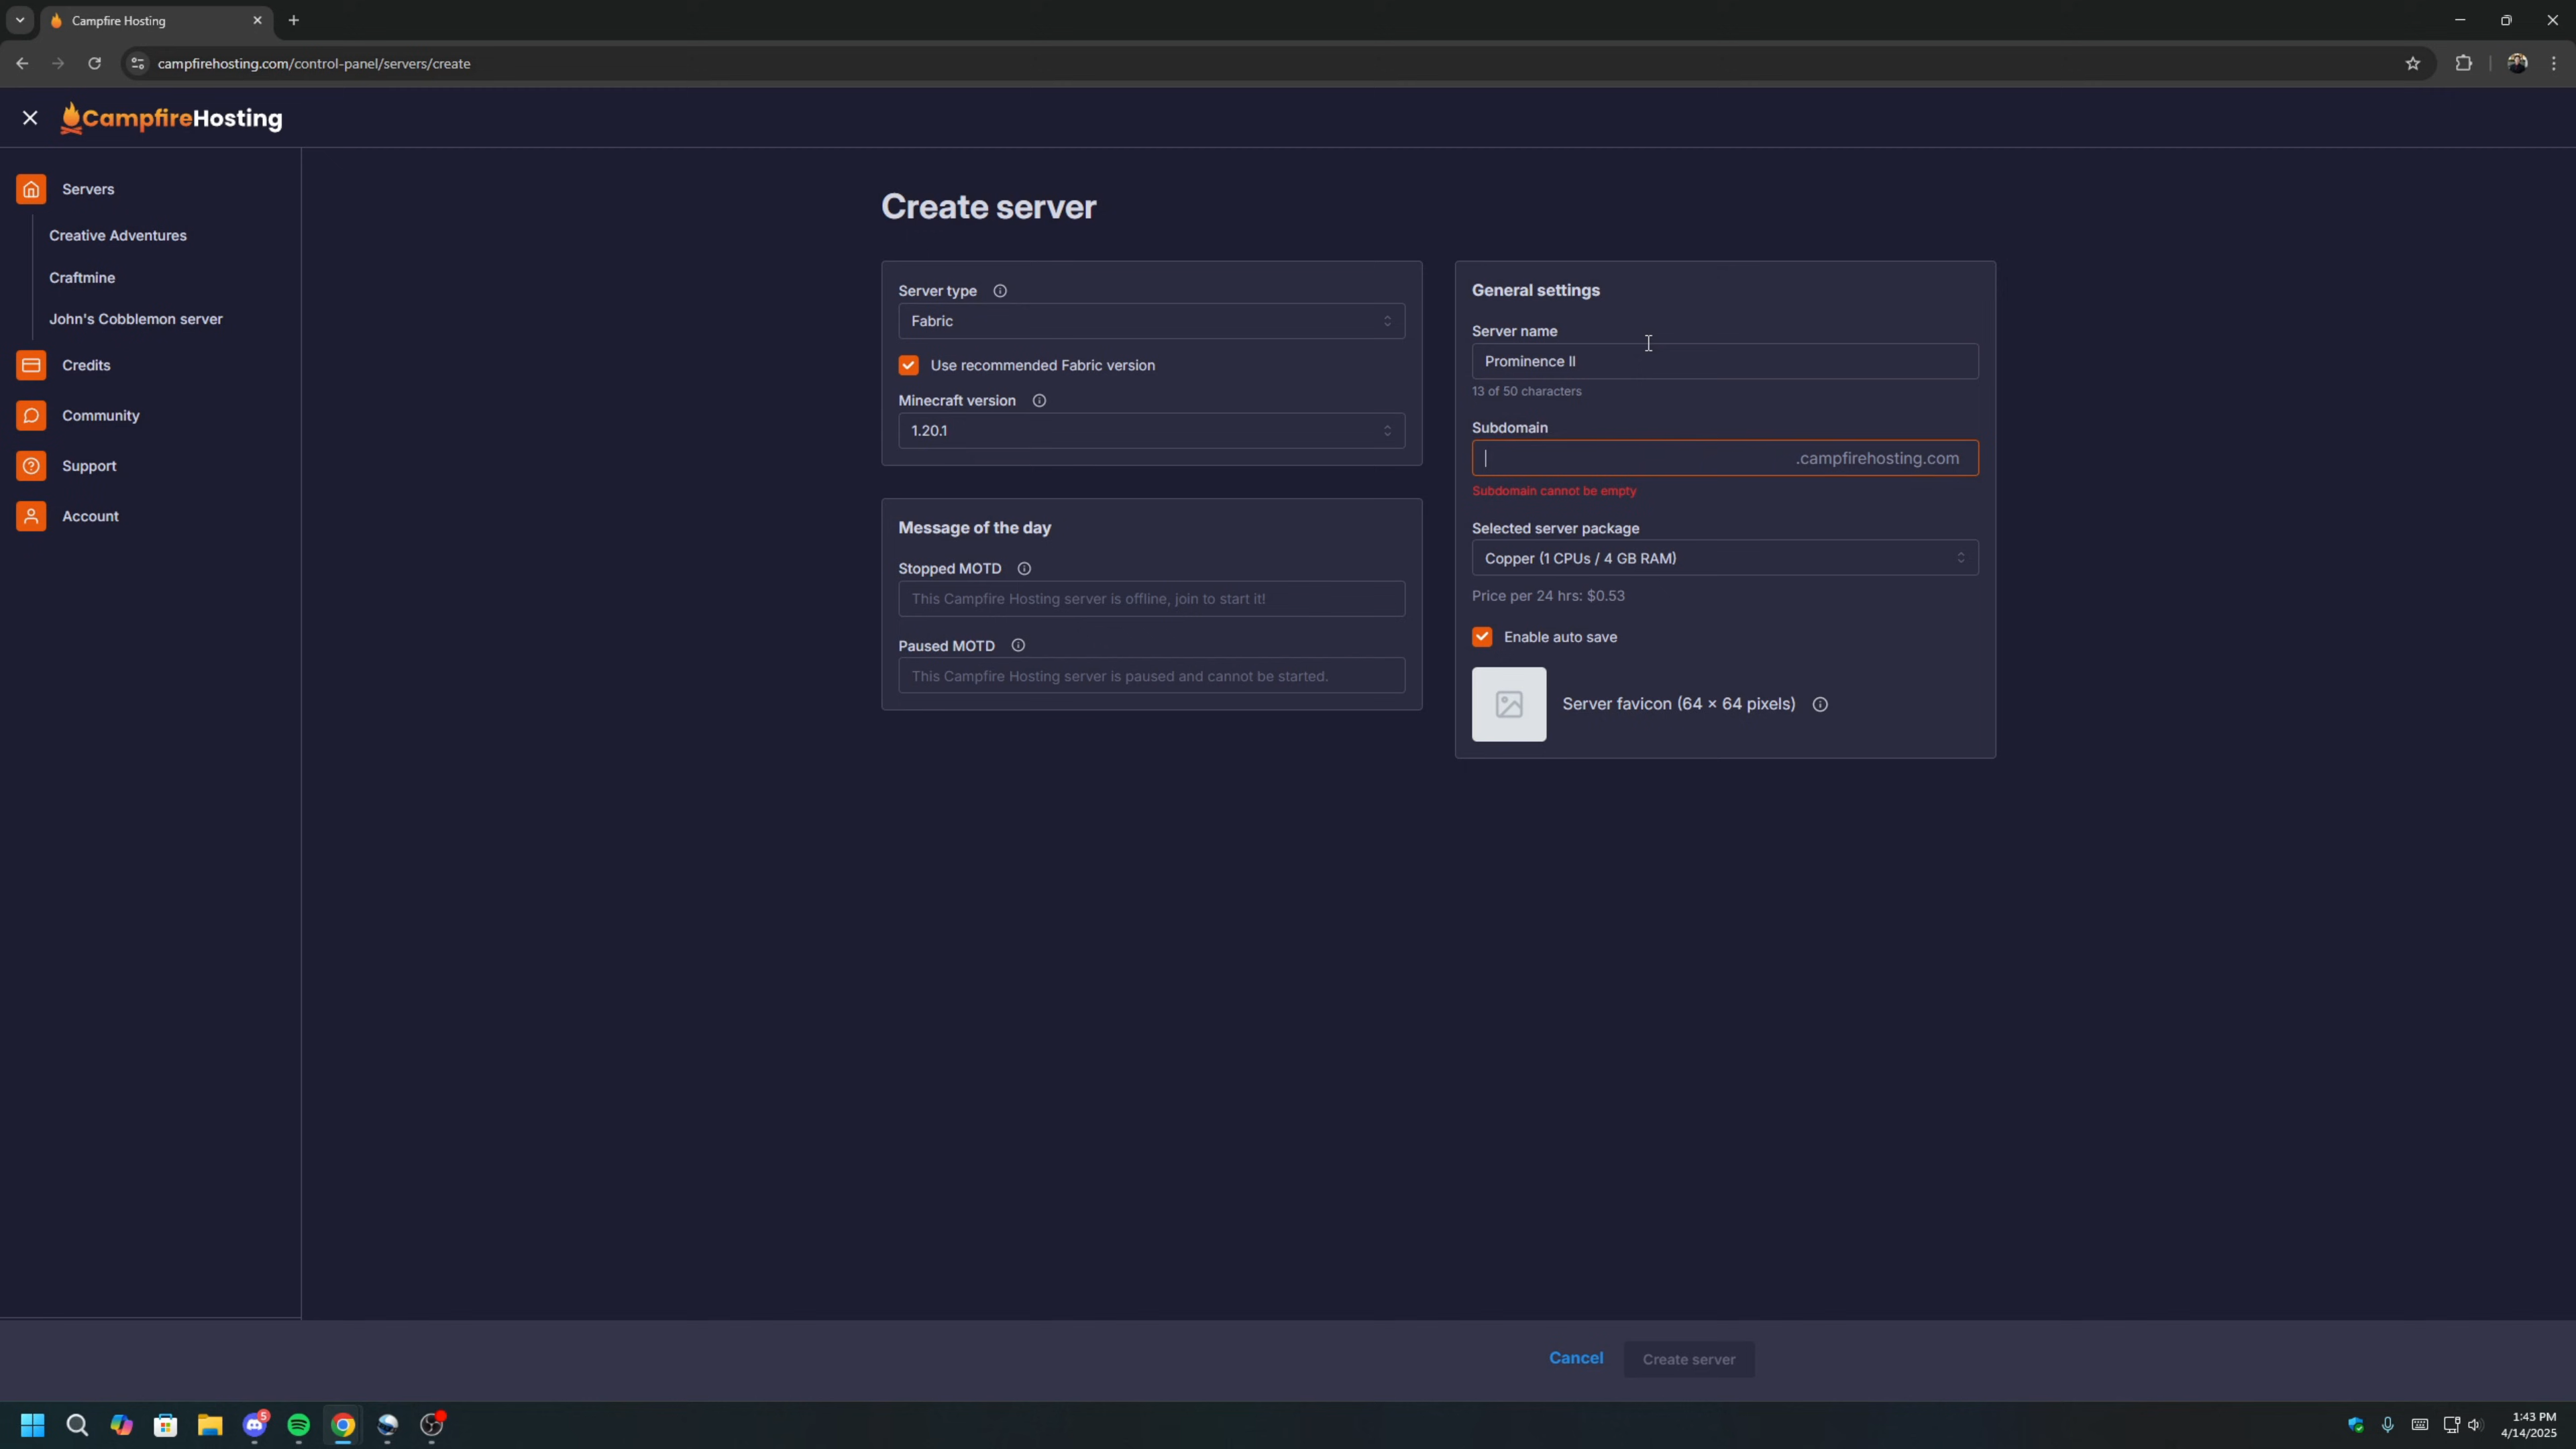 Campfire Hosting
campfirehosting.com/control-panel/servers/create
CampfireHosting
Servers
Creative Adventures
Craftmine
John's Cobblemon server
Credits
Community
Support
Account
Create server
Server type
Fabric
Use recommended Fabric version
Minecraft version
1.20.1
Message of the day
Stopped MOTD
This Campfire Hosting server is offline, join to start it!
Paused MOTD
This Campfire Hosting server is paused and cannot be started.
General settings
Server name
Prominence II
13 of 50 characters
Subdomain
.campfirehosting.com
Subdomain cannot be empty
Selected server package
Copper (1 CPUs / 4 GB RAM)
Price per 24 hrs: $0.53
Enable auto save
Server favicon (64 × 64 pixels)
Cancel
Create server
5
1:43 PM
4/14/2025